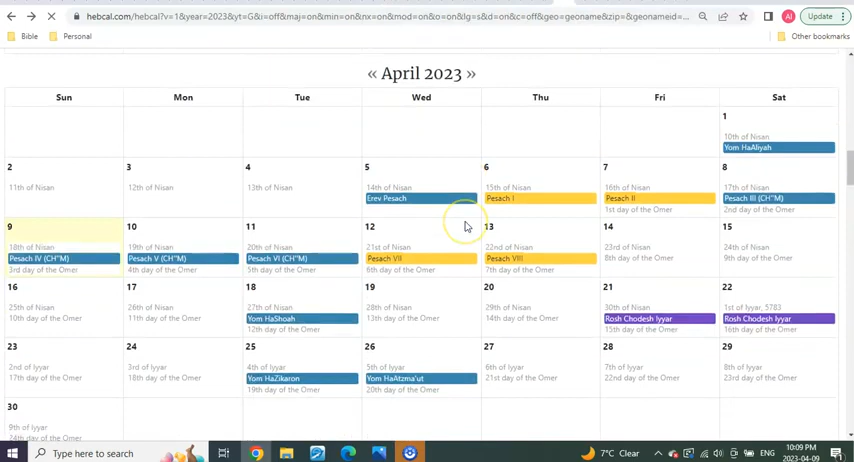 hebcal.com/hebcal?v=1&year=2023&yt=G&i=off&maj=on&min=on&nx=on&mod=on&o=on&lg=s&d=on&c=off&geo=geoname&zip=&geonameid=...
AI
Update
Bible
Personal
Other bookmarks
« April 2023 »
Sun Mon Tue Wed Thu Fri Sat
1
10th of Nisan
Yom HaAliyah
2 3 4 5 6 7 8
11th of Nisan 12th of Nisan 13th of Nisan 14th of Nisan 15th of Nisan 16th of Nisan 17th of Nisan
Erev Pesach Pesach I Pesach II Pesach III (CH"M)
1st day of the Omer 2nd day of the Omer
9 10 11 12 13 14 15
18th of Nisan 19th of Nisan 20th of Nisan 21st of Nisan 22nd of Nisan 23rd of Nisan 24th of Nisan
Pesach IV (CH"M) Pesach V (CH"M) Pesach VI (CH"M) Pesach VII Pesach VIII 8th day of the Omer 9th day of the Omer
3rd day of the Omer 4th day of the Omer 5th day of the Omer 6th day of the Omer 7th day of the Omer
16 17 18 19 20 21 22
25th of Nisan 26th of Nisan 27th of Nisan 28th of Nisan 29th of Nisan 30th of Nisan 1st of Iyyar, 5783
10th day of the Omer 11th day of the Omer Yom HaShoah 13th day of the Omer 14th day of the Omer Rosh Chodesh Iyyar Rosh Chodesh Iyyar
12th day of the Omer 15th day of the Omer 16th day of the Omer
23 24 25 26 27 28 29
2nd of Iyyar 3rd of Iyyar 4th of Iyyar 5th of Iyyar 6th of Iyyar 7th of Iyyar 8th of Iyyar
17th day of the Omer 18th day of the Omer Yom HaZikaron Yom HaAtzma'ut 21st day of the Omer 22nd day of the Omer 23rd day of the Omer
19th day of the Omer 20th day of the Omer
30
9th of Iyyar
24th day of the Omer
Type here to search
7°C Clear
ENG
10:09 PM
2023-04-09